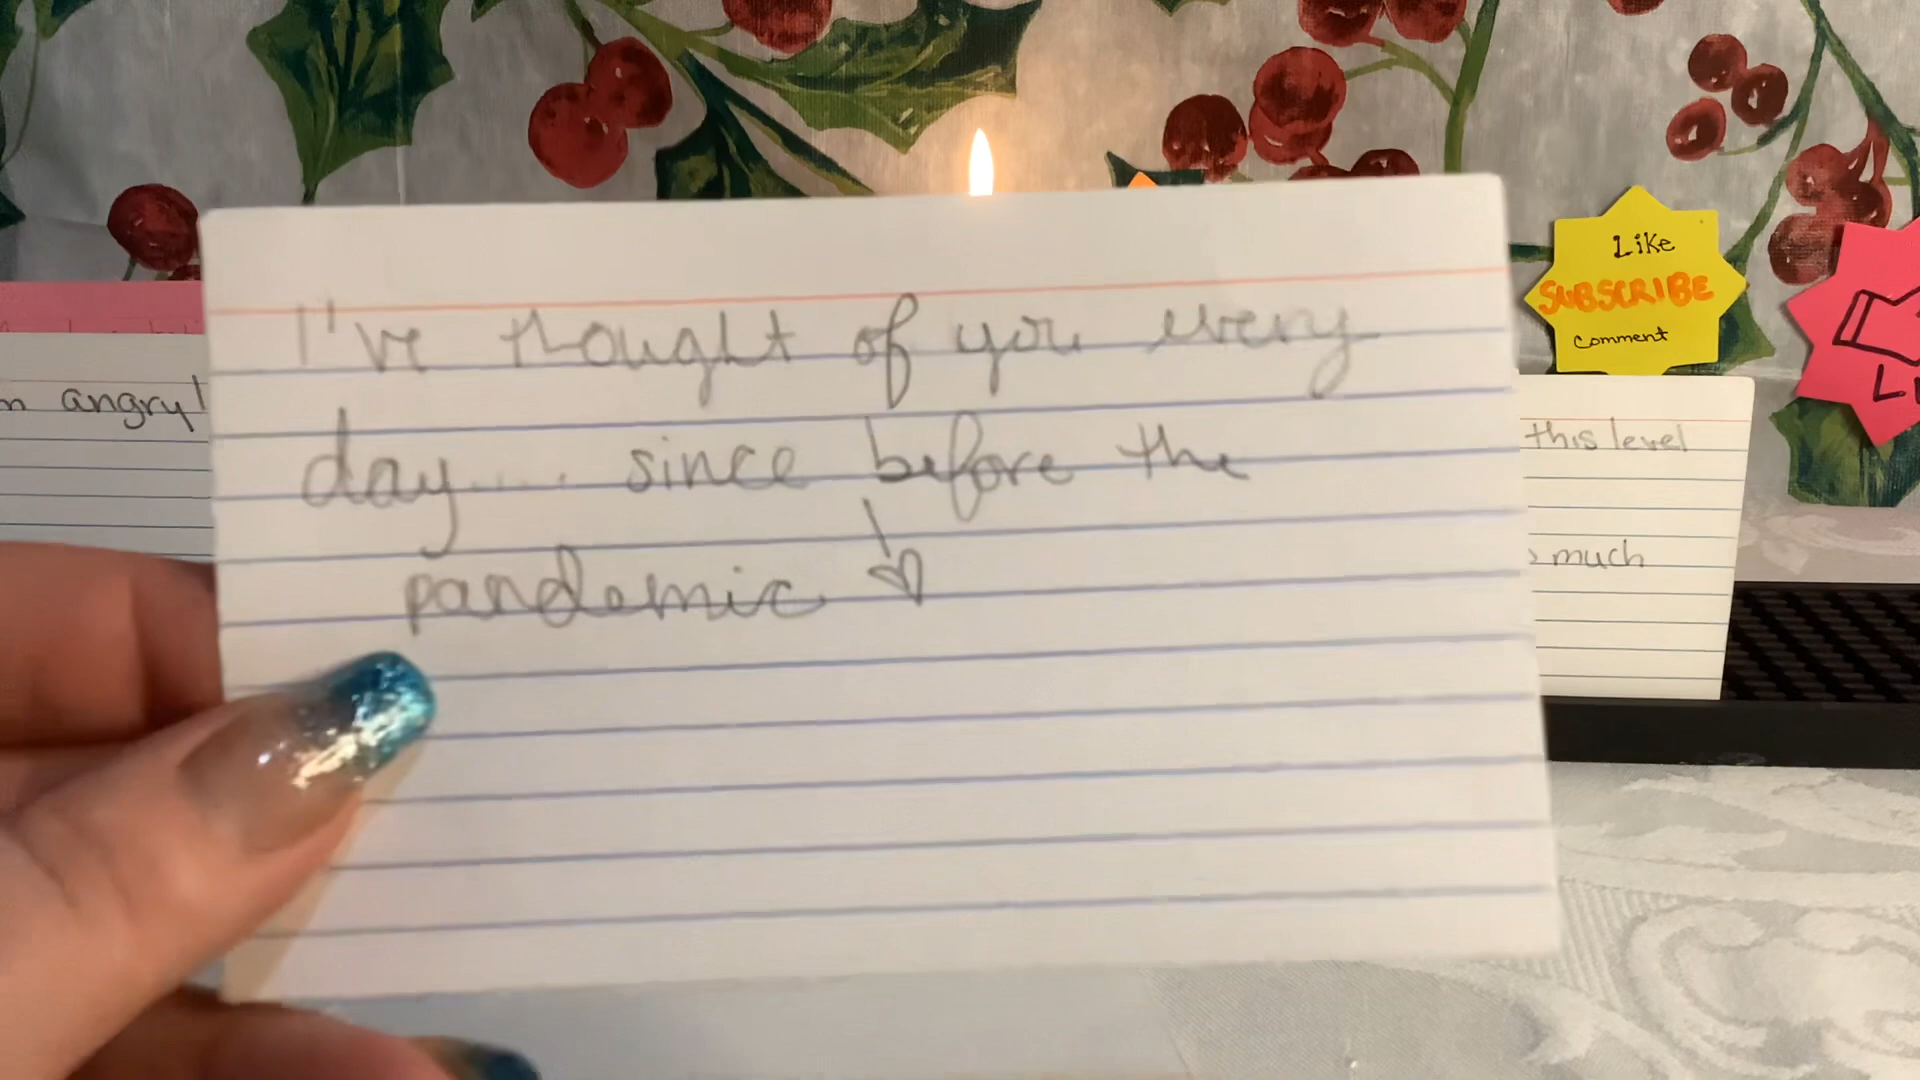 I've thought of you every
day.... since before the
pandemic
angry!
this level
much
Like
SUBSCRIBE
comment